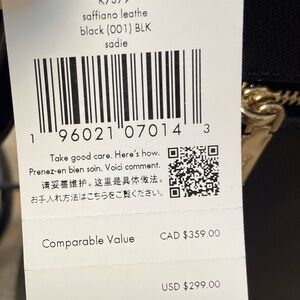 K7377
saffiano leathe
black (001) BLK
sadie
1 96021 07014 3
Take good care. Here's how.
Prenez-en bien soin. Voici comment.
请妥善维护。这里是具体做法。
お手入れ方法はこちらをご覧ください。
Comparable Value CAD $359.00
USD $299.00